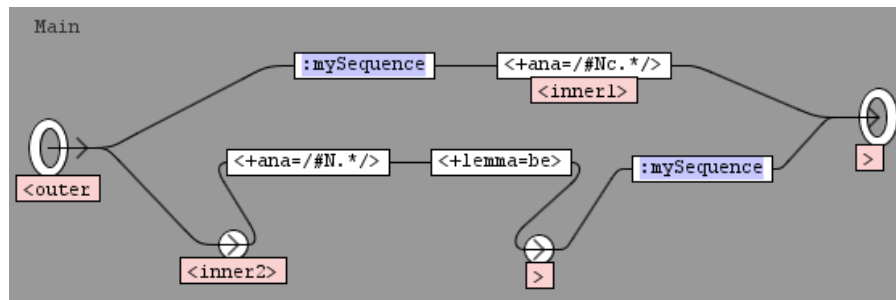 Main
:mySequence
<+ana=/#Nc.*/>
<inner1>
<+ana=/#N.*/>
<+lemma=be>
:mySequence
>
<outer
<inner2>
>